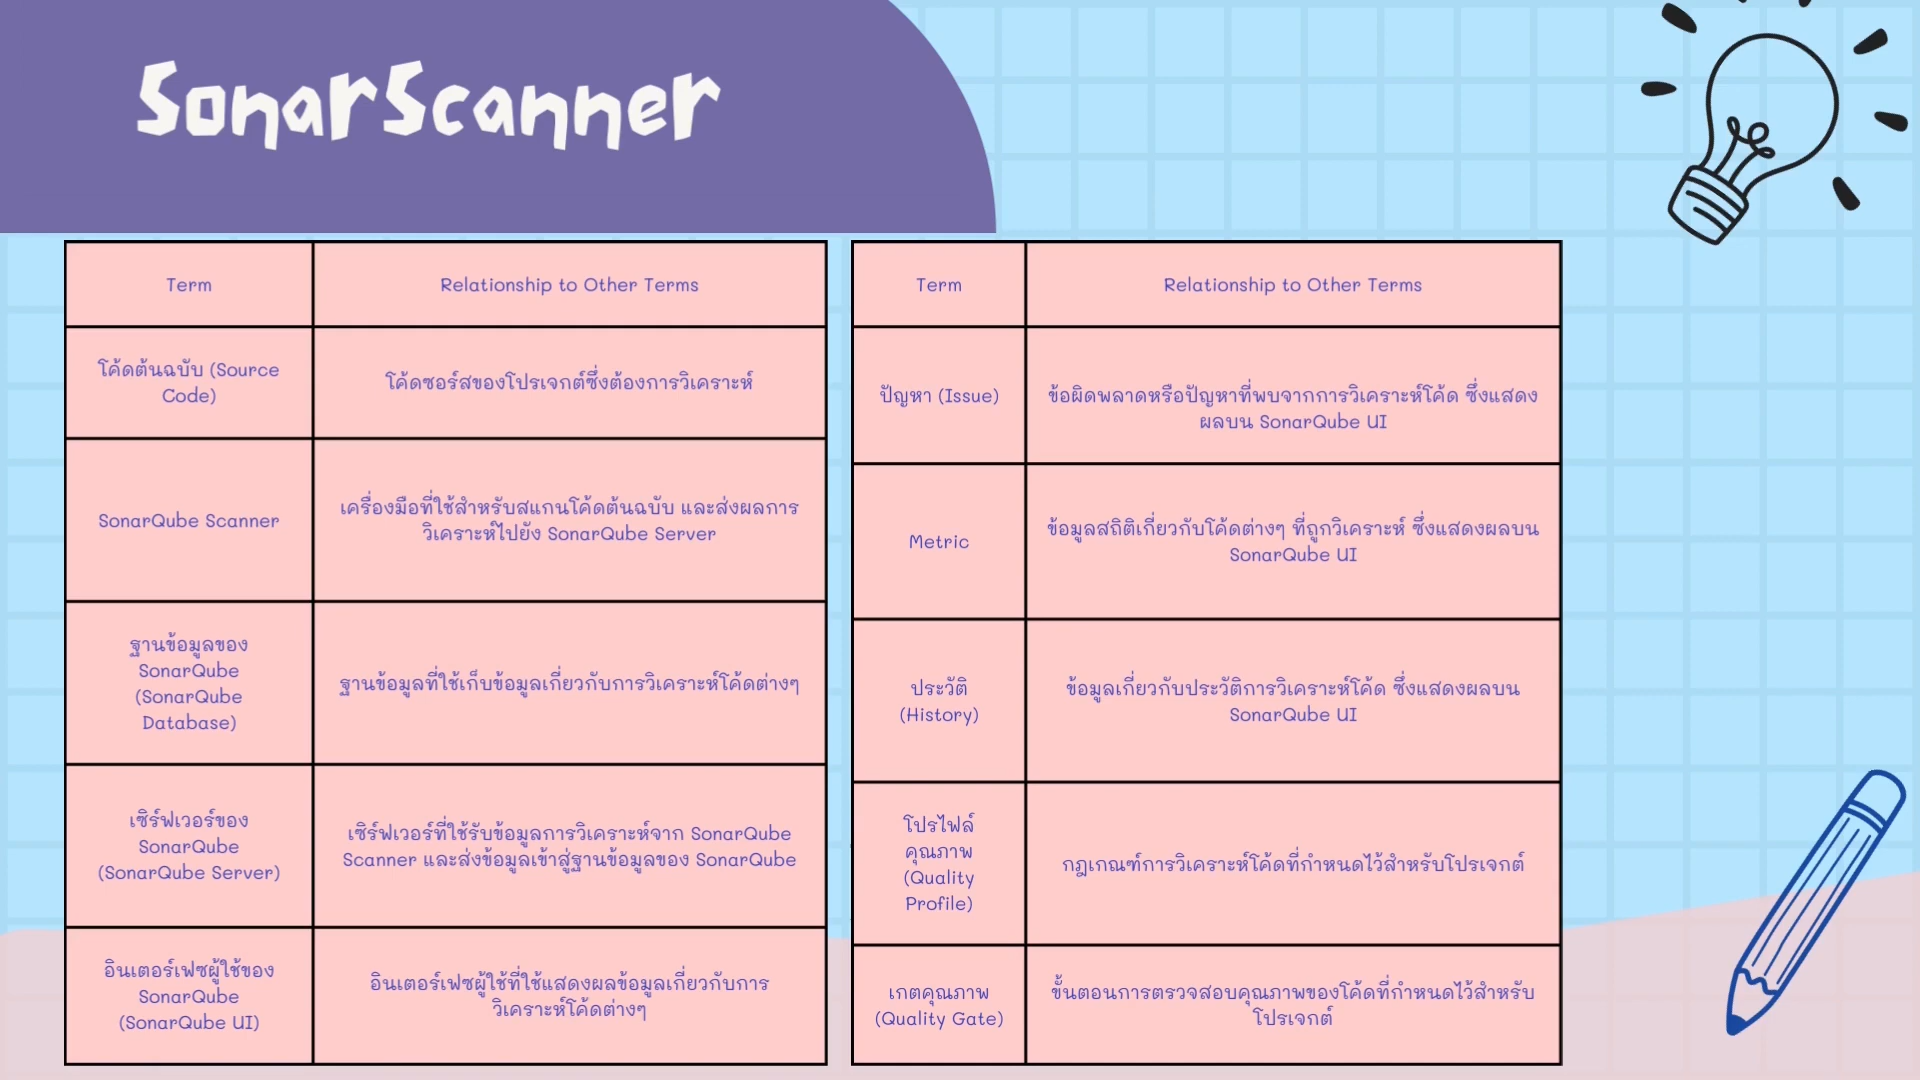 SonarScanner
Term
Relationship to Other Terms
โค้ดต้นฉบับ (Source
Code)
โค้ดซอร์สของโปรเจกต์ซึ่งต้องการวิเคราะห์
SonarQube Scanner
เครื่องมือที่ใช้สำหรับสแกนโค้ดต้นฉบับ และส่งผลการ
วิเคราะห์ไปยัง SonarQube Server
ฐานข้อมูลของ
SonarQube
(SonarQube
Database)
ฐานข้อมูลที่ใช้เก็บข้อมูลเกี่ยวกับการวิเคราะห์โค้ดต่างๆ
เซิร์ฟเวอร์ของ
SonarQube
(SonarQube Server)
เซิร์ฟเวอร์ที่ใช้รับข้อมูลการวิเคราะห์จาก SonarQube
Scanner และส่งข้อมูลเข้าสู่ฐานข้อมูลของ SonarQube
อินเตอร์เฟซผู้ใช้ของ
SonarQube
(SonarQube UI)
อินเตอร์เฟซผู้ใช้ที่ใช้แสดงผลข้อมูลเกี่ยวกับการ
วิเคราะห์โค้ดต่างๆ
Term
Relationship to Other Terms
ปัญหา (Issue)
ข้อผิดพลาดหรือปัญหาที่พบจากการวิเคราะห์โค้ด ซึ่งแสดง
ผลบน SonarQube UI
Metric
ข้อมูลสถิติเกี่ยวกับโค้ดต่างๆ ที่ถูกวิเคราะห์ ซึ่งแสดงผลบน
SonarQube UI
ประวัติ
(History)
ข้อมูลเกี่ยวกับประวัติการวิเคราะห์โค้ด ซึ่งแสดงผลบน
SonarQube UI
โปรไฟล์
คุณภาพ
(Quality
Profile)
กฎเกณฑ์การวิเคราะห์โค้ดที่กำหนดไว้สำหรับโปรเจกต์
เกตคุณภาพ
(Quality Gate)
ขั้นตอนการตรวจสอบคุณภาพของโค้ดที่กำหนดไว้สำหรับ
โปรเจกต์